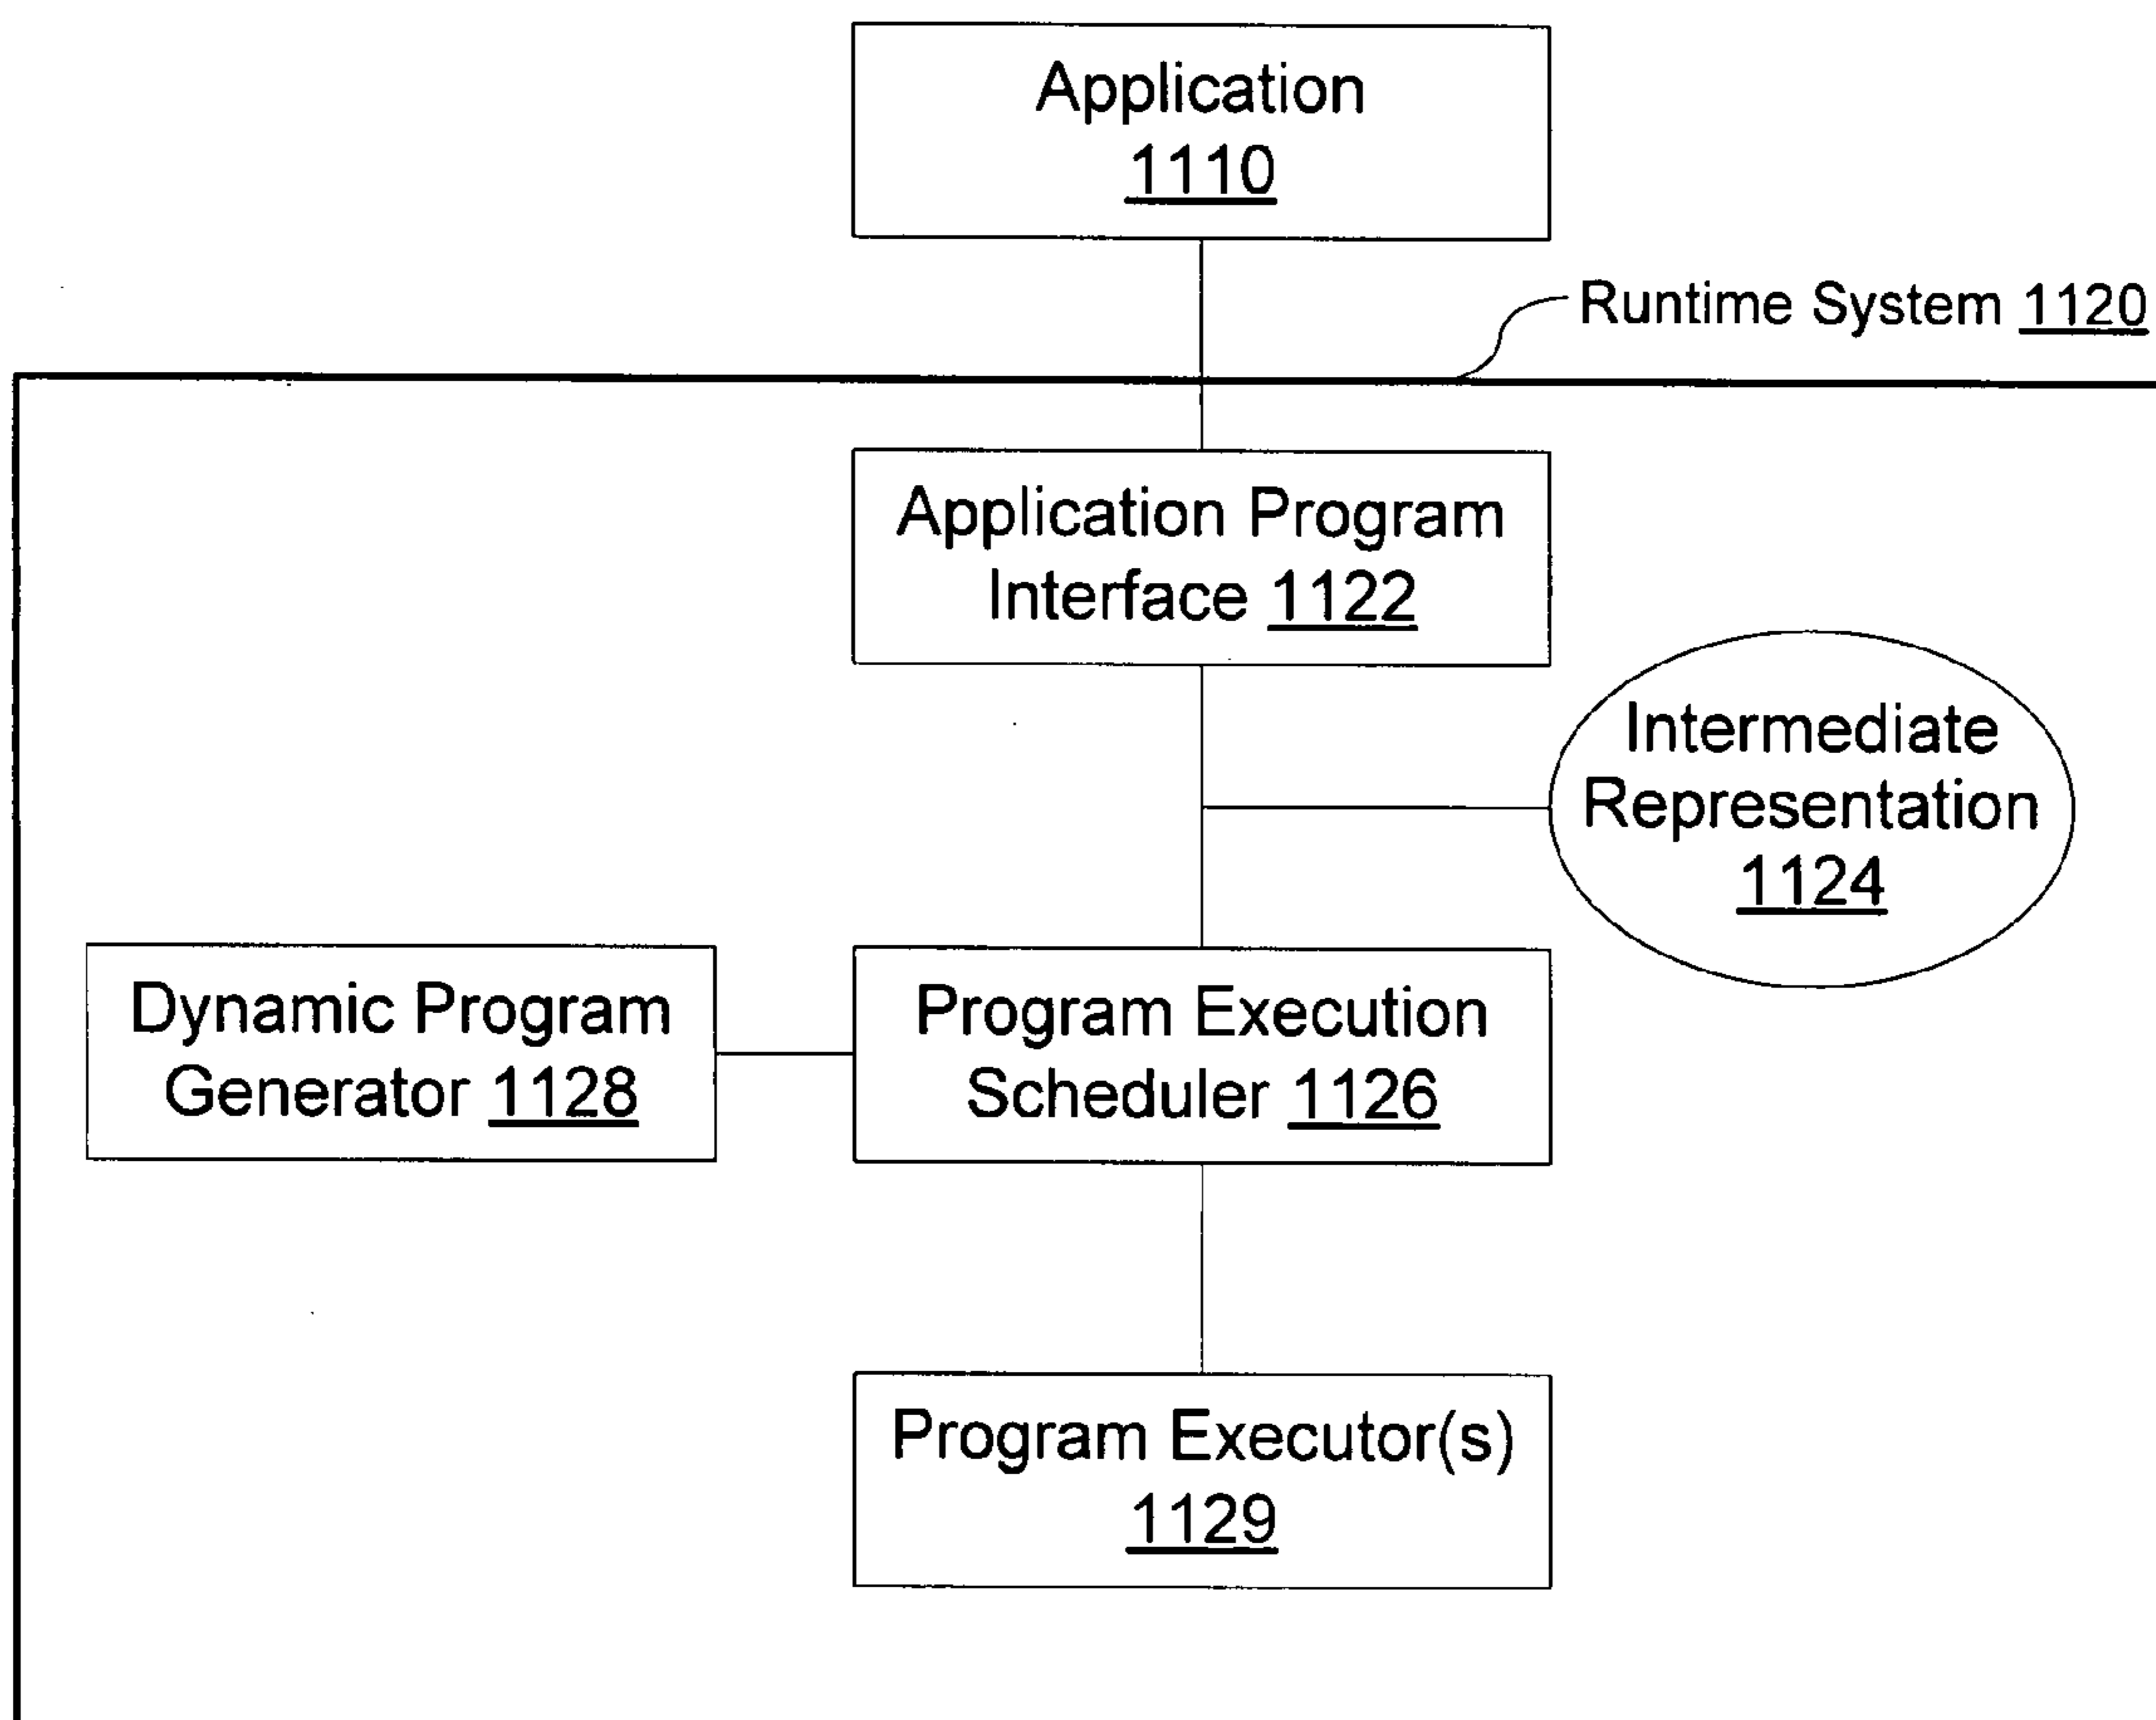 Application
1110
Runtime System 1120
Application Program
Interface 1122
Intermediate
Representation
1124
Dynamic Program
Generator 1128
Program Execution
Scheduler 1126
Program Executor(s)
1129